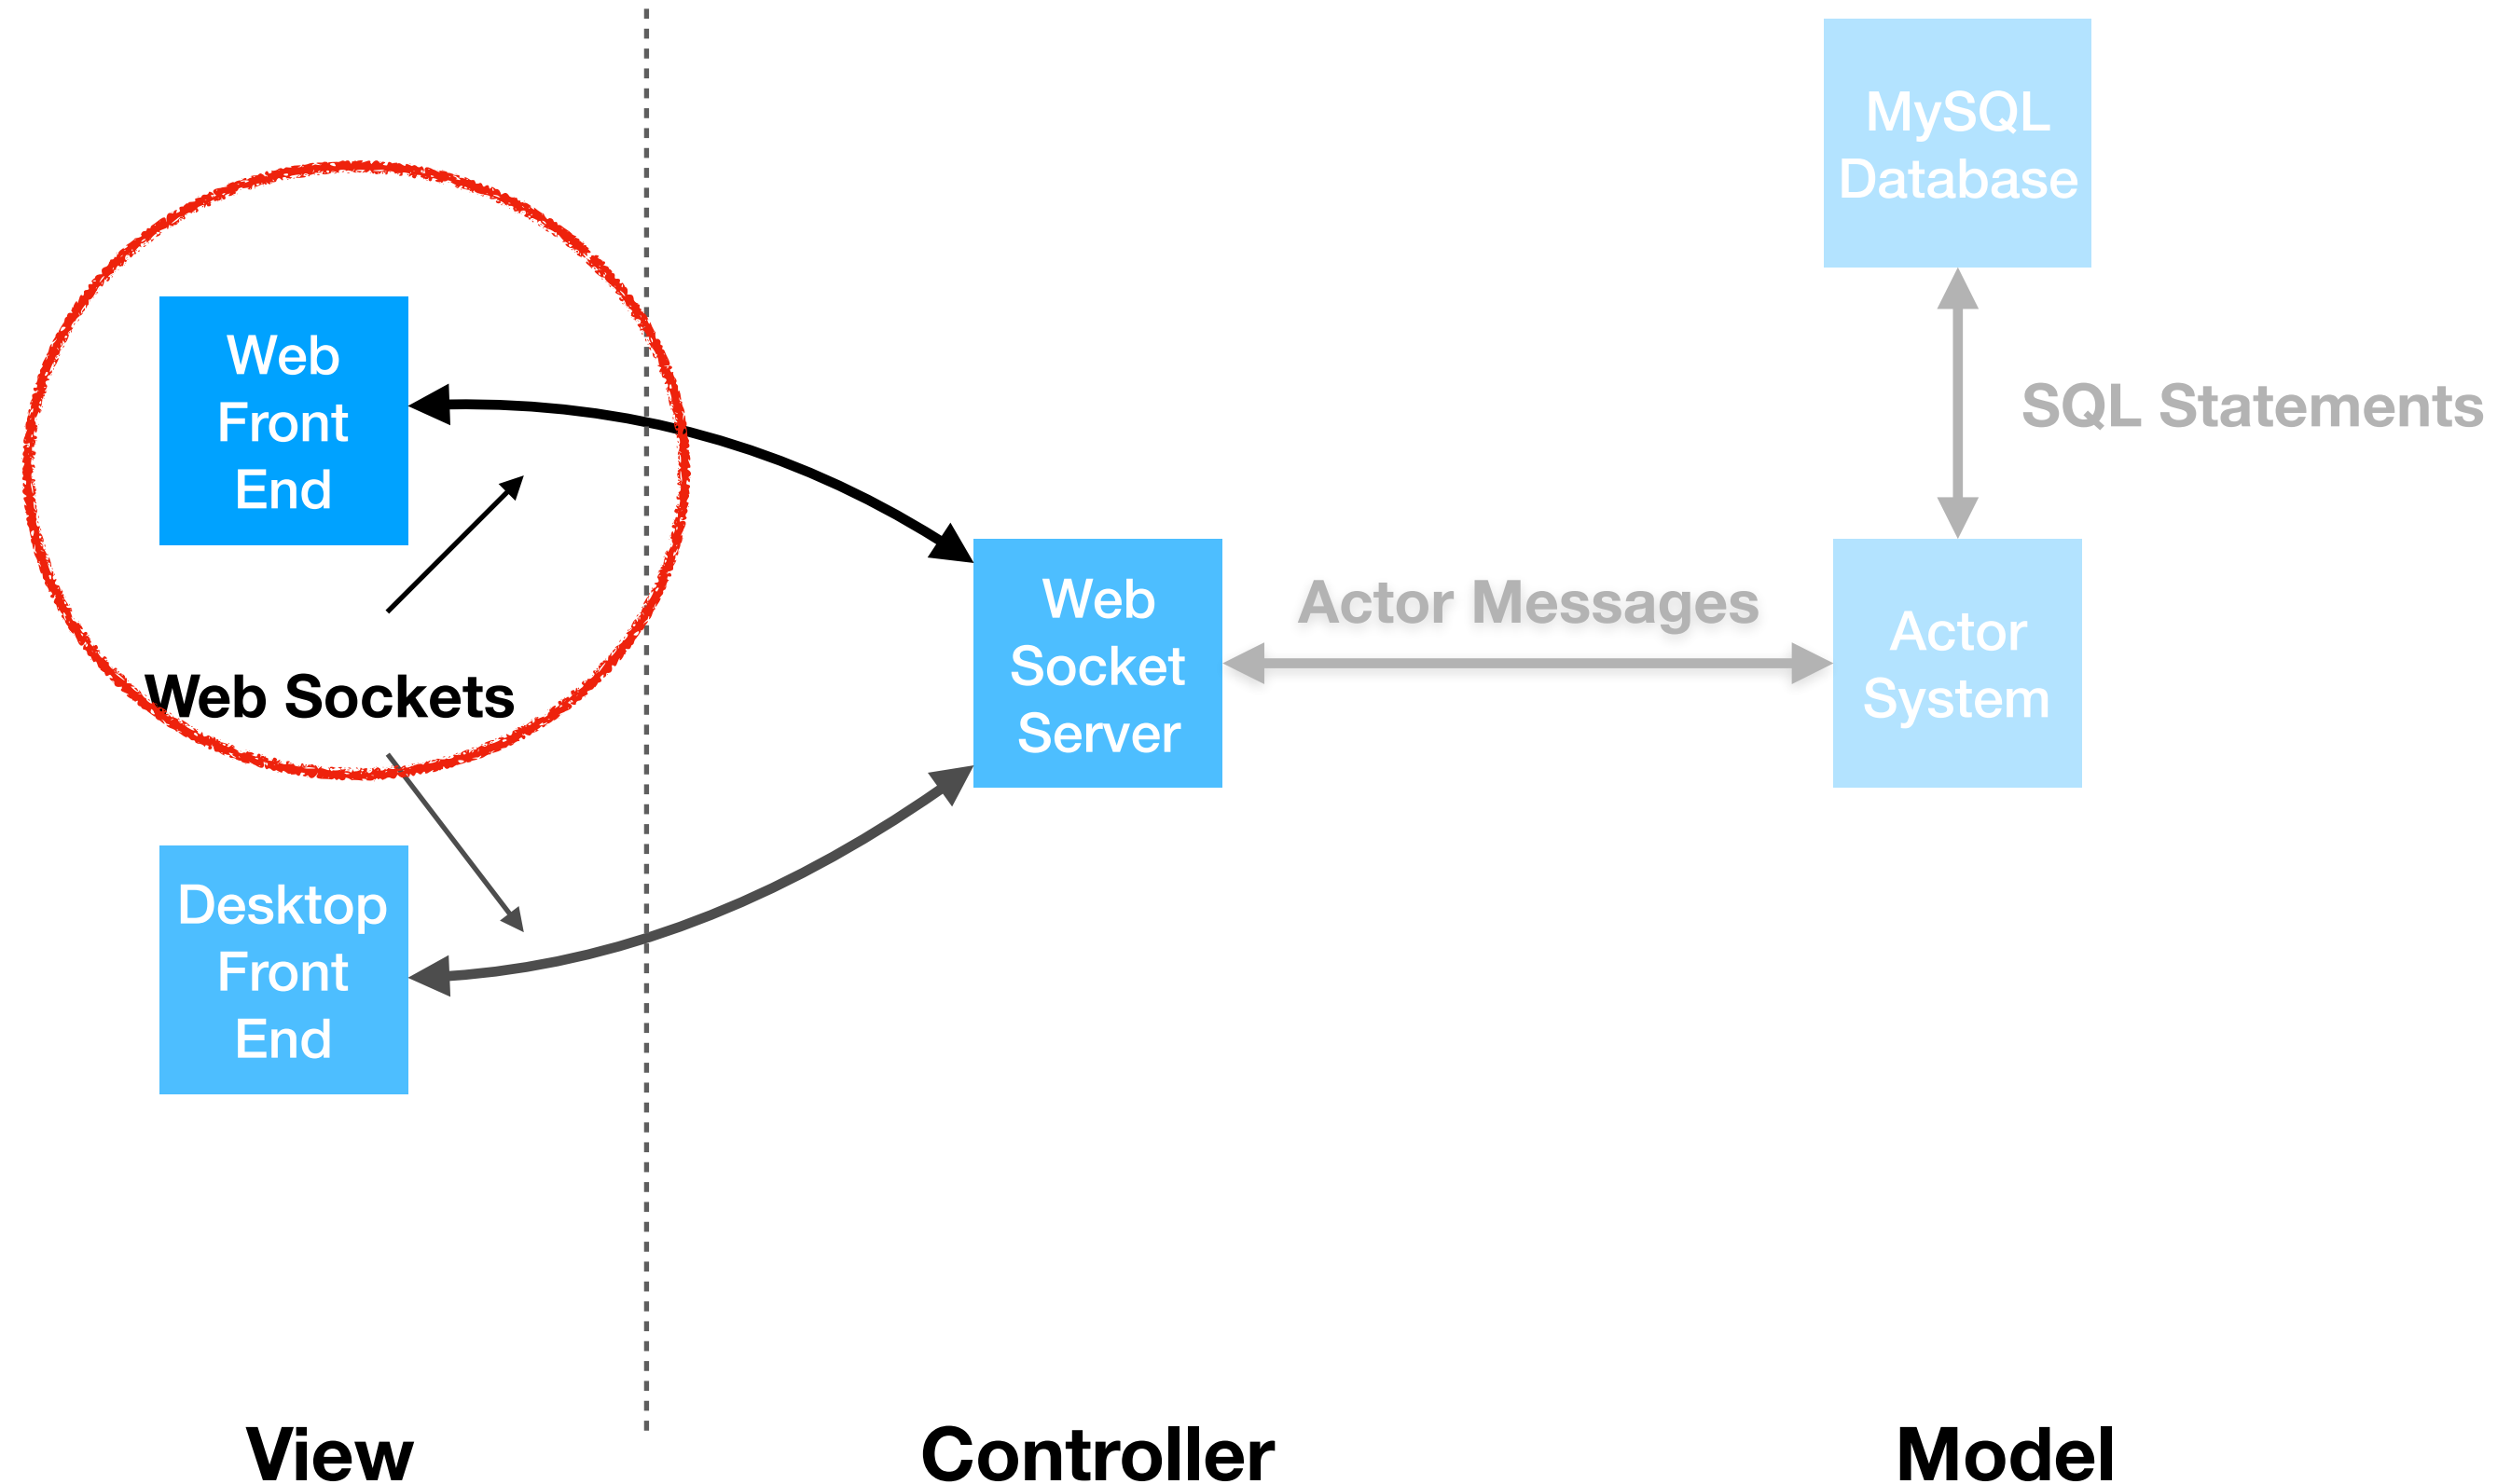 MySQL
Database
Web
Front
End
SQL Statements
Web
Socket
Server
Actor Messages
Actor
System
Web Sockets
Desktop
Front
End
View
Controller
Model